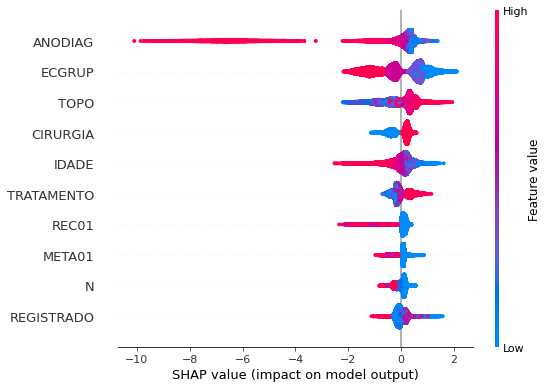 High
ANODIAG
ECGRUP
TOPO
CIRURGIA
IDADE
TRATAMENTO
REC01
META01
N
REGISTRADO
Feature value
Low
−10 −8 −6 −4 −2 0 2
SHAP value (impact on model output)